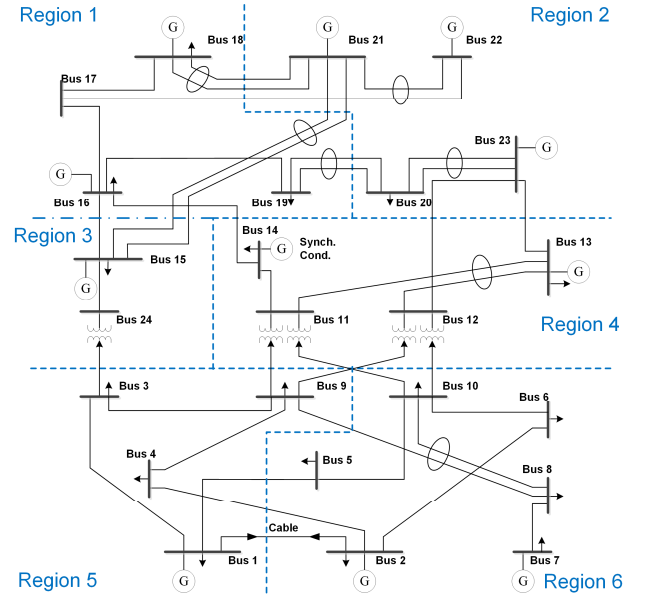 Region 1
Region 2
G
G
G
Bus 18
Bus 21
Bus 22
Bus 17
Bus 23
G
G
Bus 16
Bus 19
Bus 20
Region 3
Bus 14
G
Synch.
Cond.
Bus 13
G
Bus 15
G
Bus 24
Bus 11
Bus 12
Region 4
Bus 3
Bus 9
Bus 10
Bus 6
Bus 4
Bus 5
Bus 8
Cable
Bus 1
Bus 2
Bus 7
Region 5
G
G
G
Region 6